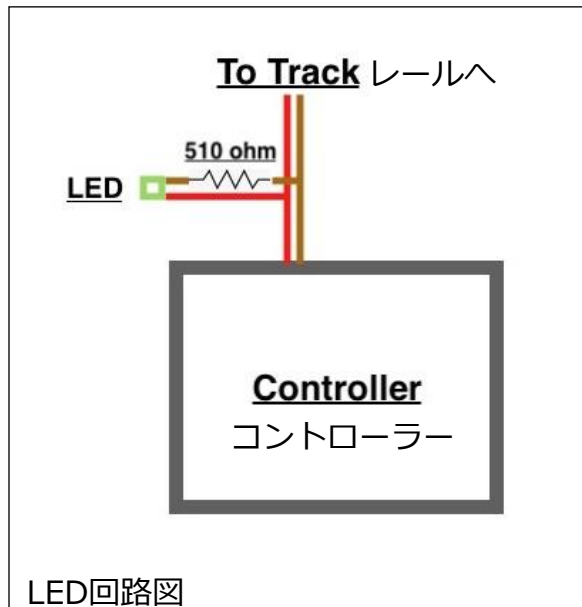 To Track レールへ
510 ohm
LED
Controller
コントローラー
LED回路図